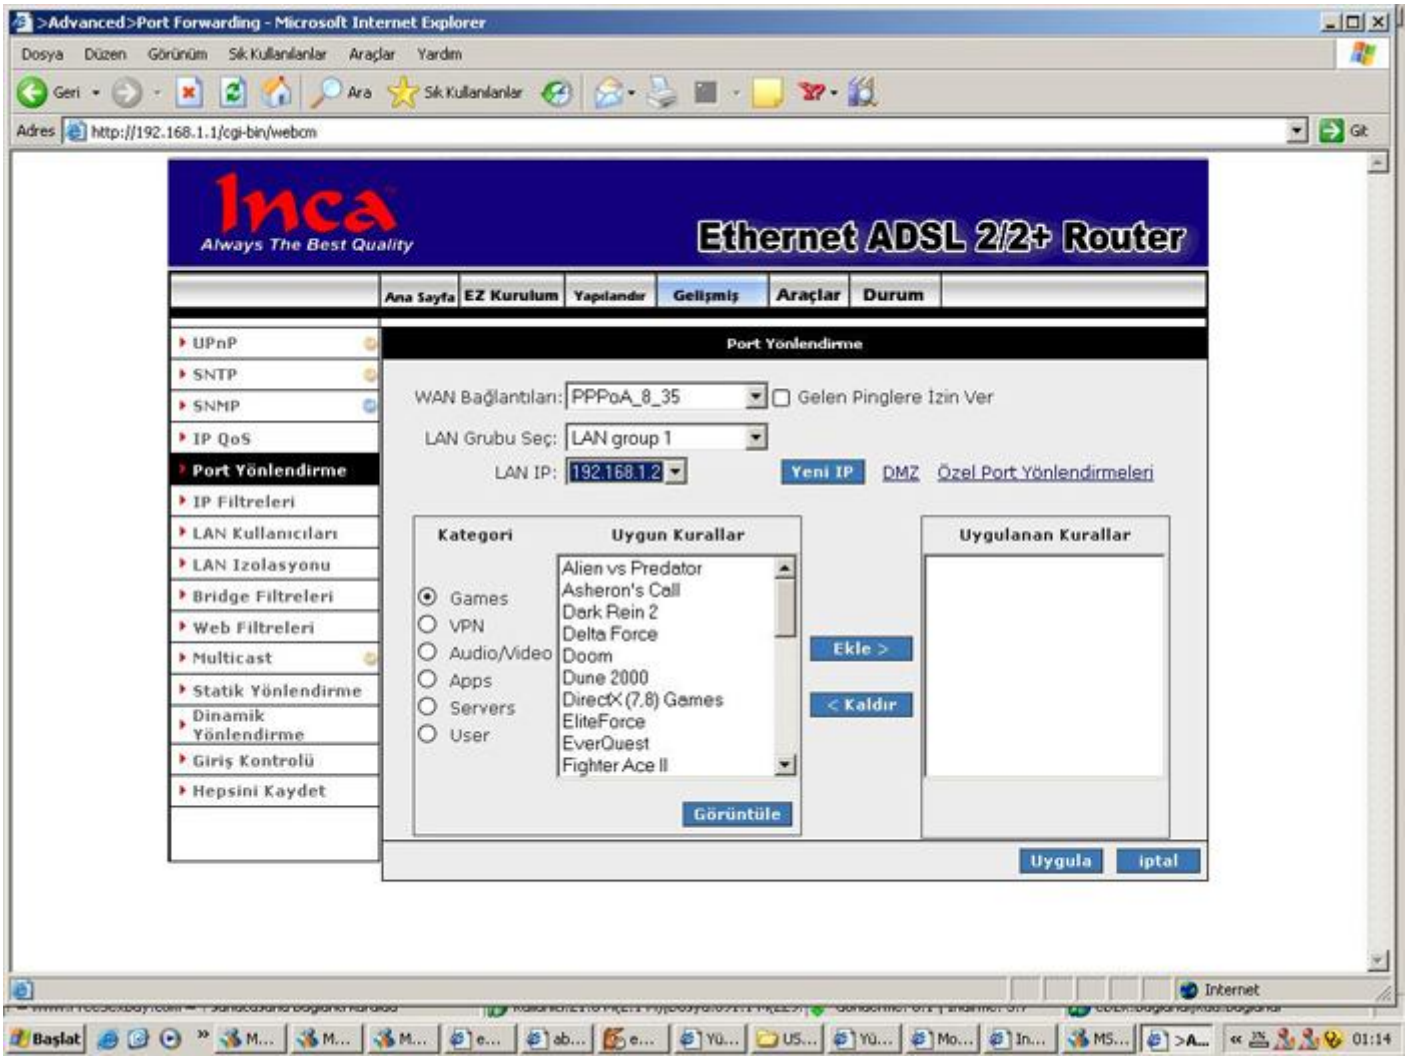 >Advanced>Port Forwarding - Microsoft Internet Explorer
Dosya Düzen Görünüm Sık Kullanılanlar Araçlar Yardım
Geri Ara Sık Kullanılanlar
Adres http://192.168.1.1/cgi-bin/webcm Git
Inca
Always The Best Quality
Ethernet ADSL 2/2+ Router
Ana Sayfa EZ Kurulum Yapılandır Gelişmiş Araçlar Durum
UPnP
SNTP
SNMP
IP QoS
Port Yönlendirme
IP Filtreleri
LAN Kullanıcıları
LAN Izolasyonu
Bridge Filtreleri
Web Filtreleri
Multicast
Statik Yönlendirme
Dinamik
Yönlendirme
Giriş Kontrolü
Hepsini Kaydet
Port Yönlendirme
WAN Bağlantıları: PPPoA_8_35 Gelen Pinglere İzin Ver
LAN Grubu Seç: LAN group 1
LAN IP: 192.168.1.2 Yeni IP DMZ Özel Port Yönlendirmeleri
Kategori Uygun Kurallar
Games
VPN
Audio/Video
Apps
Servers
User
Alien vs Predator
Asheron's Call
Dark Rein 2
Delta Force
Doom
Dune 2000
DirectX (7,8) Games
EliteForce
EverQuest
Fighter Ace II
Görüntüle
Ekle >
< Kaldır
Uygulanan Kurallar
Uygula iptal
Internet
Başlat » M... M... M... e... ab... e... Yü... US... Yü... Mo... In... MS... >A... « 01:14